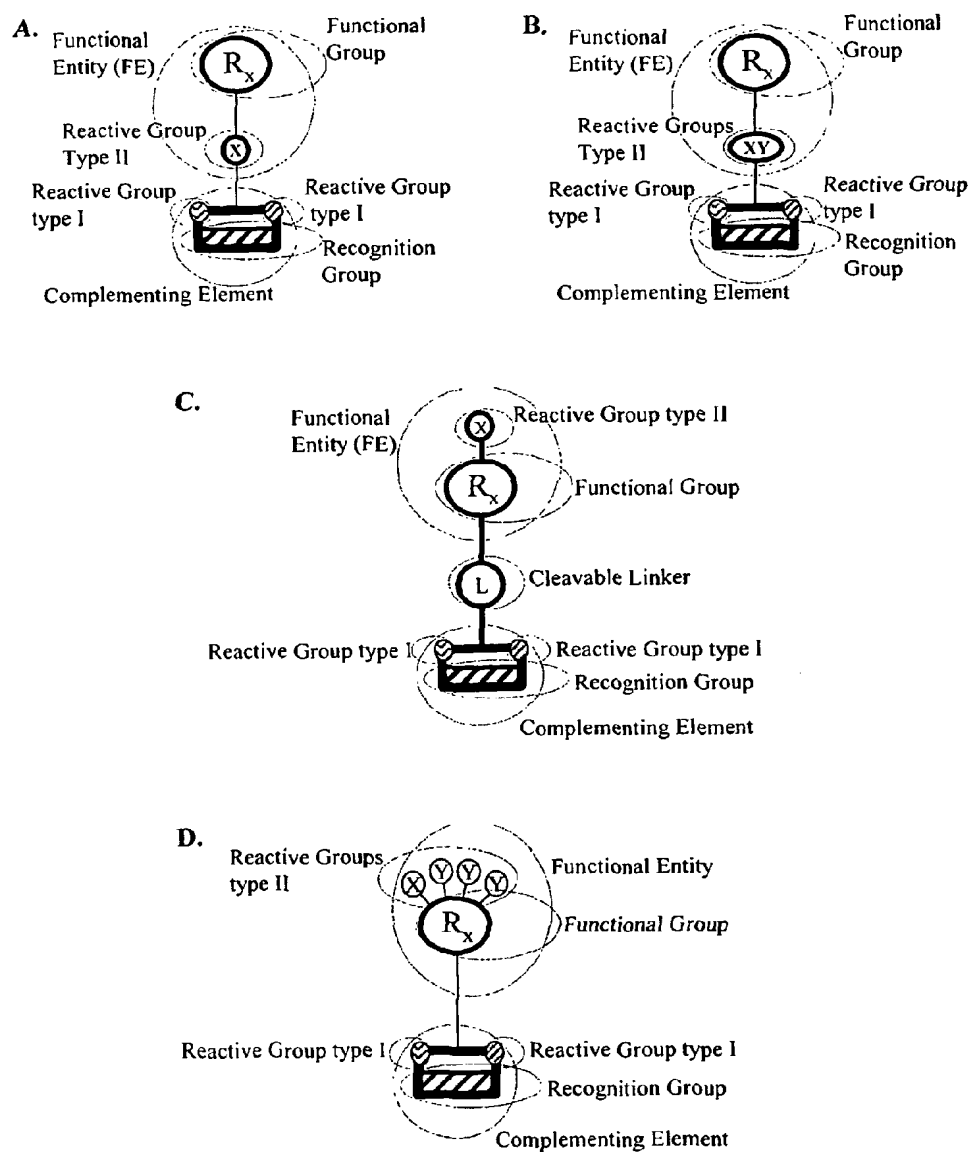 A.
Functional
Entity (FE)
Functional
Group
Rx
Reactive Group
Type II
X
Reactive Group
type I
Reactive Group
type I
Recognition
Group
Complementing Element
B.
Functional
Entity (FE)
Functional
Group
Rx
Reactive Groups
Type II
XY
Reactive Group
type I
Reactive Group
type I
Recognition
Group
Complementing Element
C.
Functional
Entity (FE)
X
Reactive Group type II
Rx
Functional Group
L
Cleavable Linker
Reactive Group type I
Reactive Group type I
Recognition Group
Complementing Element
D.
Reactive Groups
type II
X Y Y Y
Functional Entity
Rx
Functional Group
Reactive Group type I
Reactive Group type I
Recognition Group
Complementing Element